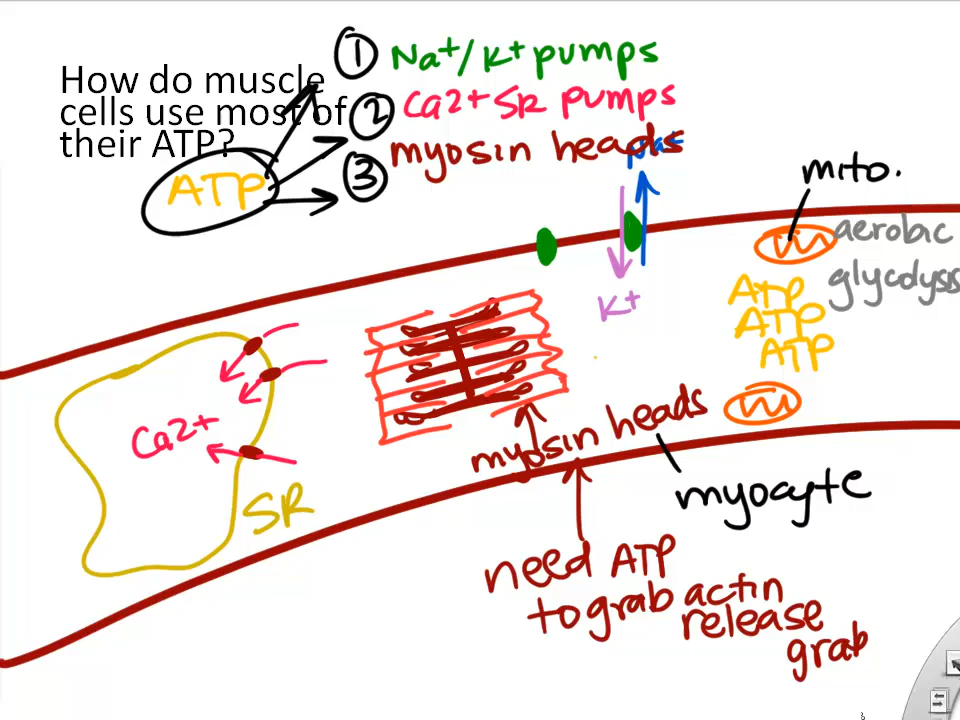 How do muscle
cells use most of
their ATP?
ATP
① Na+/K+ pumps
② Ca2+ SR pumps
③ myosin heads
mito.
aerobic
glycolysis
K+
ATP
ATP
ATP
Ca2+
SR
myosin heads
myocyte
need ATP
to grab actin
release
grab